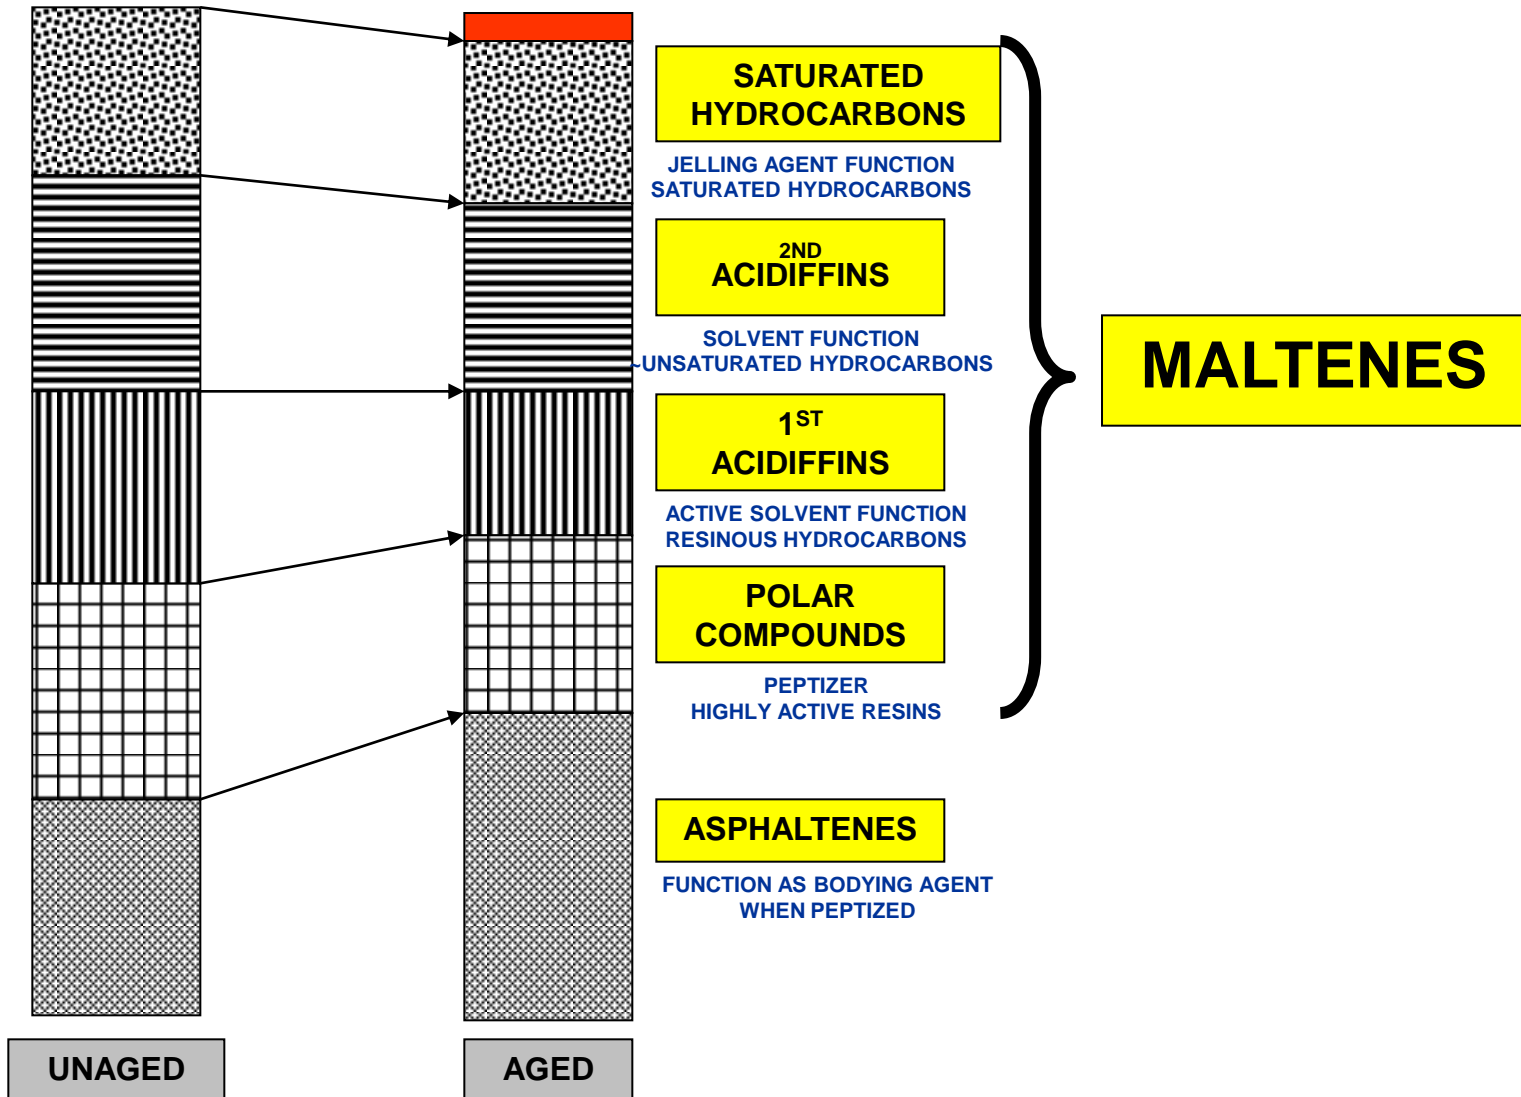 SATURATED
HYDROCARBONS
JELLING AGENT FUNCTION
SATURATED HYDROCARBONS
2ND
ACIDIFFINS
SOLVENT FUNCTION
~UNSATURATED HYDROCARBONS
1ST
ACIDIFFINS
ACTIVE SOLVENT FUNCTION
RESINOUS HYDROCARBONS
POLAR
COMPOUNDS
PEPTIZER
HIGHLY ACTIVE RESINS
MALTENES
ASPHALTENES
FUNCTION AS BODYING AGENT
WHEN PEPTIZED
UNAGED
AGED